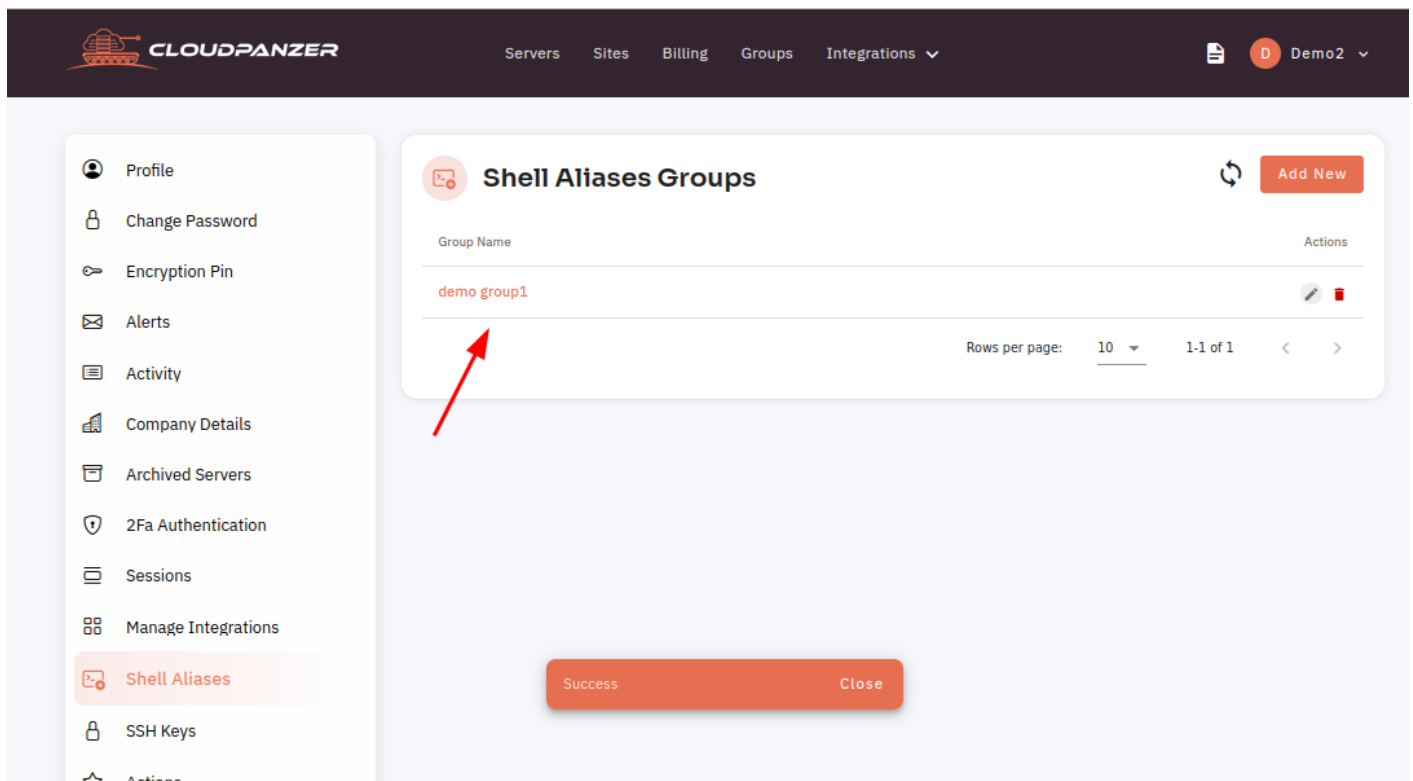 CLOUDPANZER
Servers Sites Billing Groups Integrations
D Demo2
Profile
Change Password
Encryption Pin
Alerts
Activity
Company Details
Archived Servers
2Fa Authentication
Sessions
Manage Integrations
Shell Aliases
SSH Keys
Actions
Shell Aliases Groups
Add New
Group Name Actions
demo group1
Rows per page: 10 1-1 of 1
Success Close